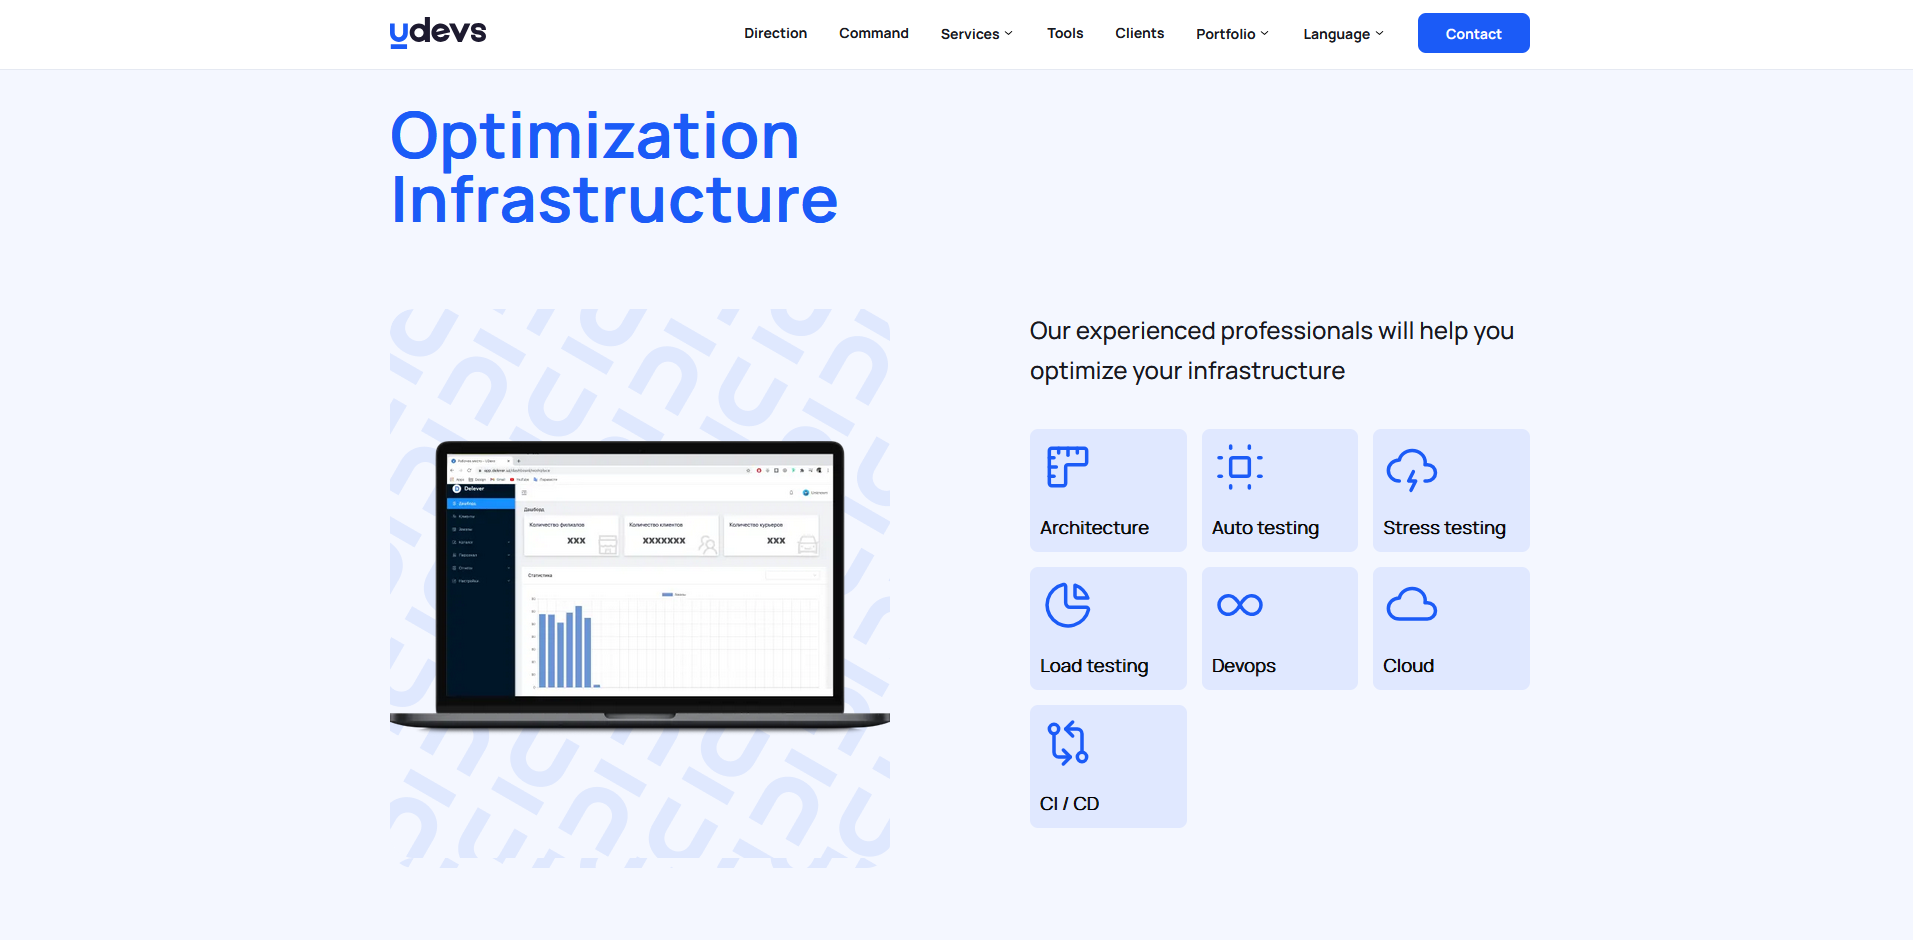 udevs
Direction
Command
Services
Tools
Clients
Portfolio
Language
Contact
Optimization
Infrastructure
Our experienced professionals will help you
optimize your infrastructure
Architecture
Auto testing
Stress testing
Load testing
Devops
Cloud
CI / CD
Delever
Дашборд
Количество филиалов
XXX
Количество клиентов
XXXXXXX
Количество курьеров
XXX
Статистика